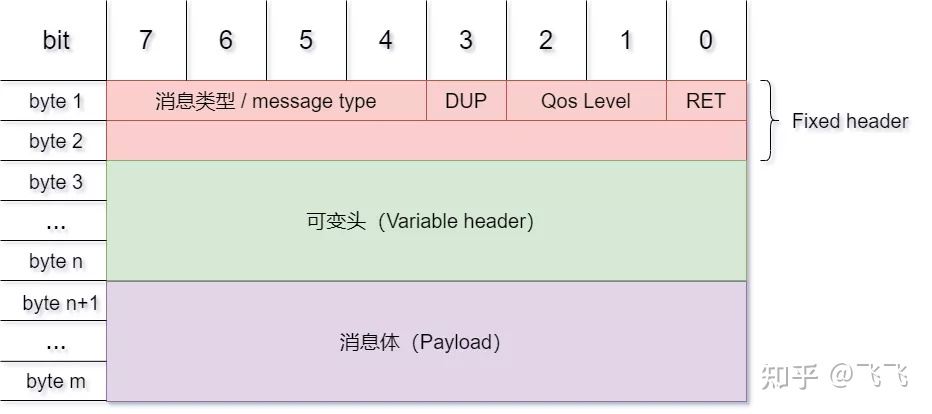 bit 7 6 5 4 3 2 1 0
byte 1 消息类型 / message type DUP Qos Level RET
Fixed header
byte 2
byte 3
...
可变头（Variable header）
byte n
byte n+1
...
消息体（Payload）
byte m
知乎 @飞飞